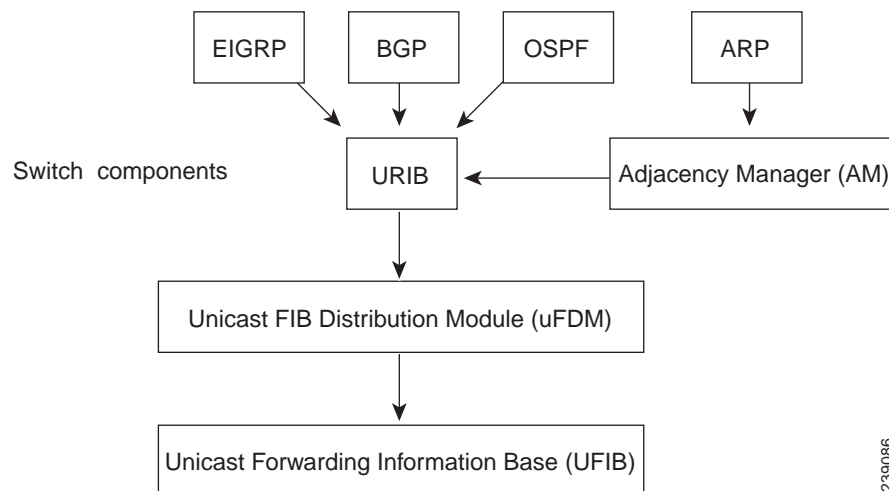 EIGRP
BGP
OSPF
ARP
Switch components
URIB
Adjacency Manager (AM)
Unicast FIB Distribution Module (uFDM)
Unicast Forwarding Information Base (UFIB)
239086